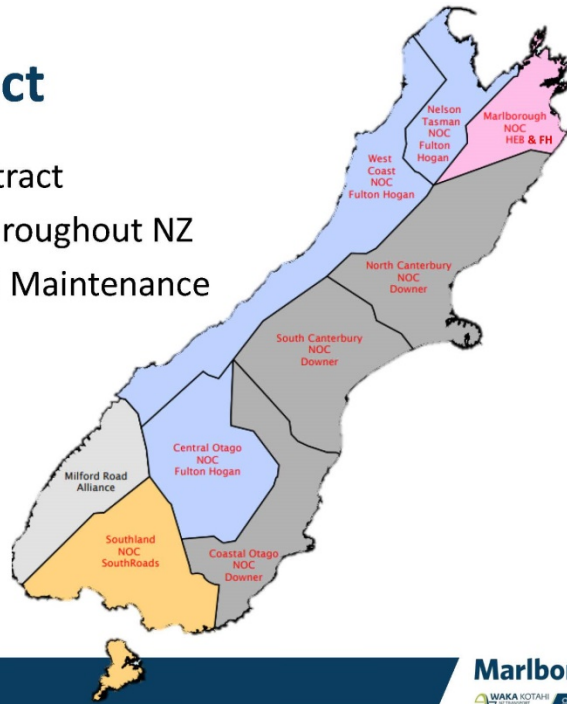 ct
tract
roughout NZ
Maintenance
Nelson
Tasman
NOC
Fulton
Hogan
Marlborough
NOC
HEB & FH
West
Coast
NOC
Fulton Hogan
North Canterbury
NOC
Downer
South Canterbury
NOC
Downer
Central Otago
NOC
Fulton Hogan
Milford Road
Alliance
Southland
NOC
SouthRoads
Coastal Otago
NOC
Downer
Marlbor
WAKA KOTAHI